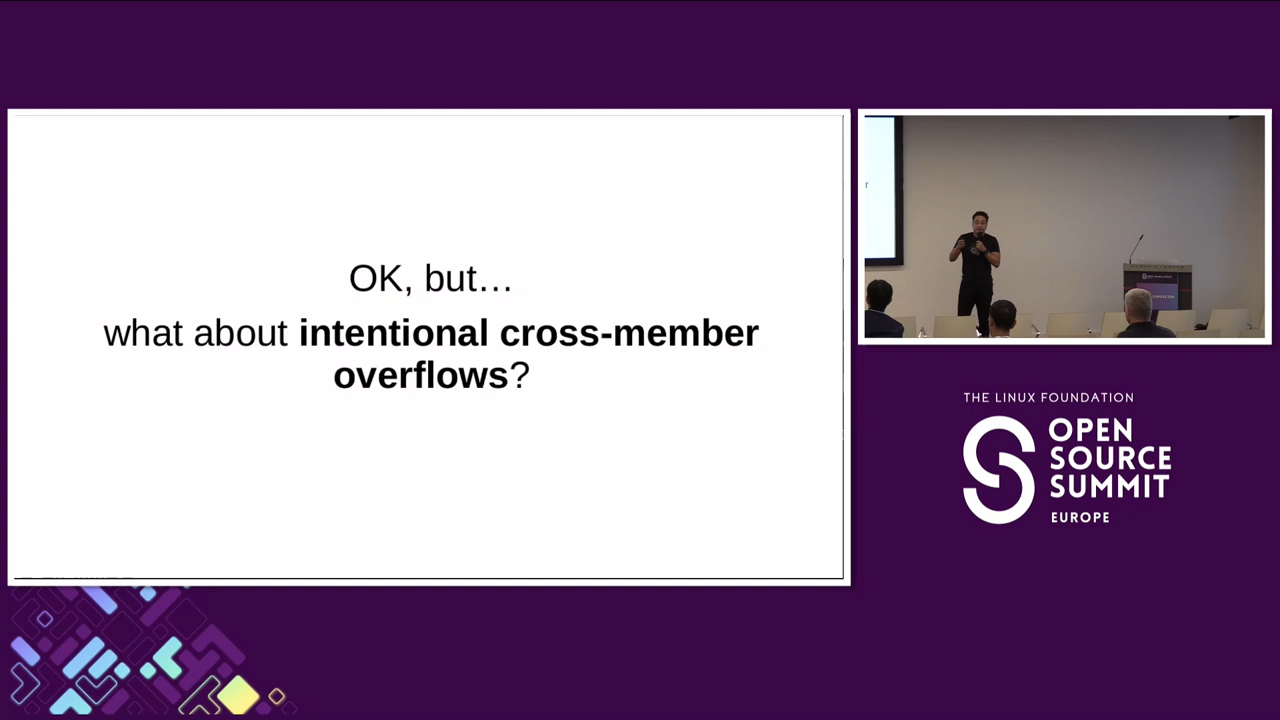 OK, but…
what about intentional cross-member
overflows?
THE LINUX FOUNDATION
OPEN
SOURCE
SUMMIT
EUROPE